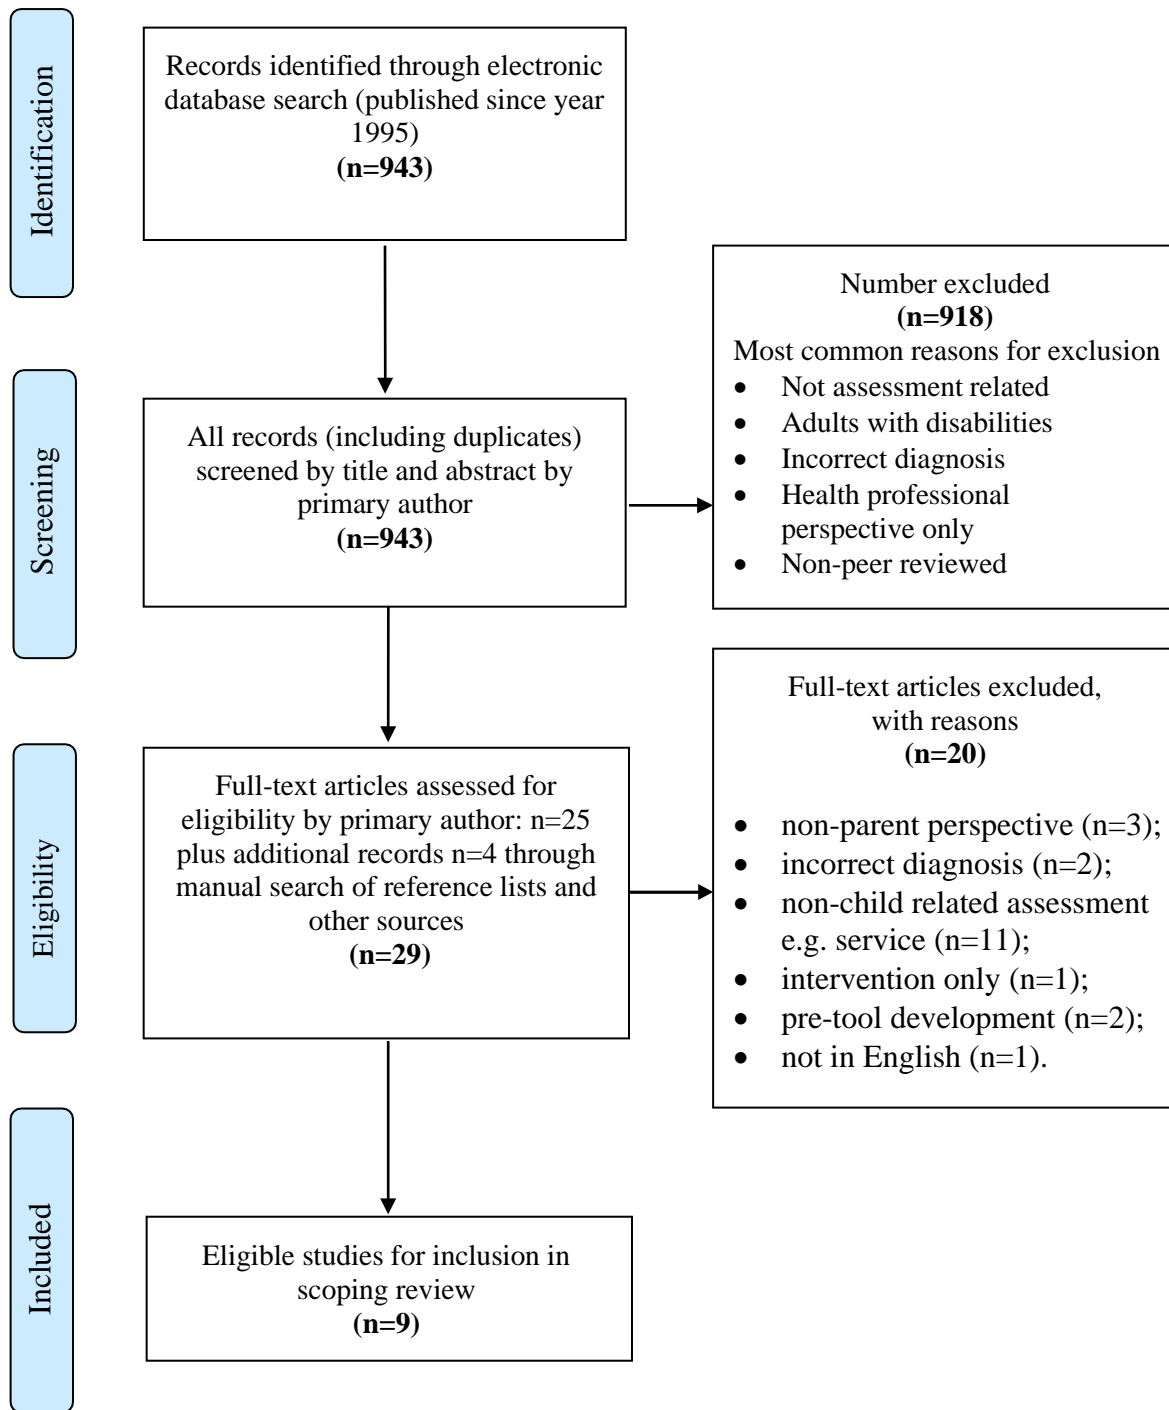 Identification
Records identified through electronic
database search (published since year
1995)
(n=943)
Number excluded
(n=918)
Most common reasons for exclusion
• Not assessment related
• Adults with disabilities
• Incorrect diagnosis
• Health professional
perspective only
• Non-peer reviewed
Screening
All records (including duplicates)
screened by title and abstract by
primary author
(n=943)
Full-text articles excluded,
with reasons
(n=20)
• non-parent perspective (n=3);
• incorrect diagnosis (n=2);
• non-child related assessment
e.g. service (n=11);
• intervention only (n=1);
• pre-tool development (n=2);
• not in English (n=1).
Eligibility
Full-text articles assessed for
eligibility by primary author: n=25
plus additional records n=4 through
manual search of reference lists and
other sources
(n=29)
Included
Eligible studies for inclusion in
scoping review
(n=9)